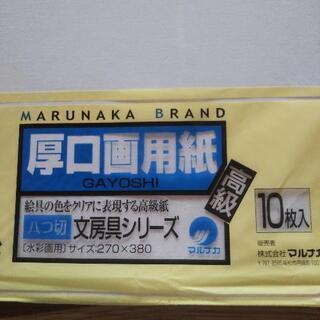 MARUNAKA BRAND
厚口画用紙
GAYOSHI
高級
絵具の色をクリアに表現する高級紙
八つ切 文房具シリーズ
[水彩画用]サイズ:270×380
マルナカ
10枚入
販売者
株式会社マルナカ